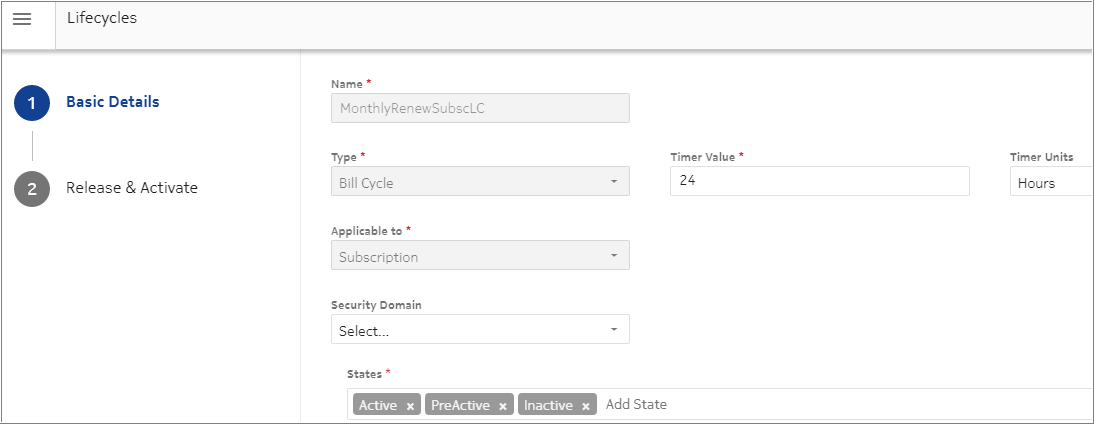 Lifecycles
1 Basic Details
2 Release & Activate
Name *
MonthlyRenewSubscLC
Type * Timer Value * Timer Units
Bill Cycle 24 Hours
Applicable to *
Subscription
Security Domain
Select...
States *
Active × PreActive × Inactive × Add State